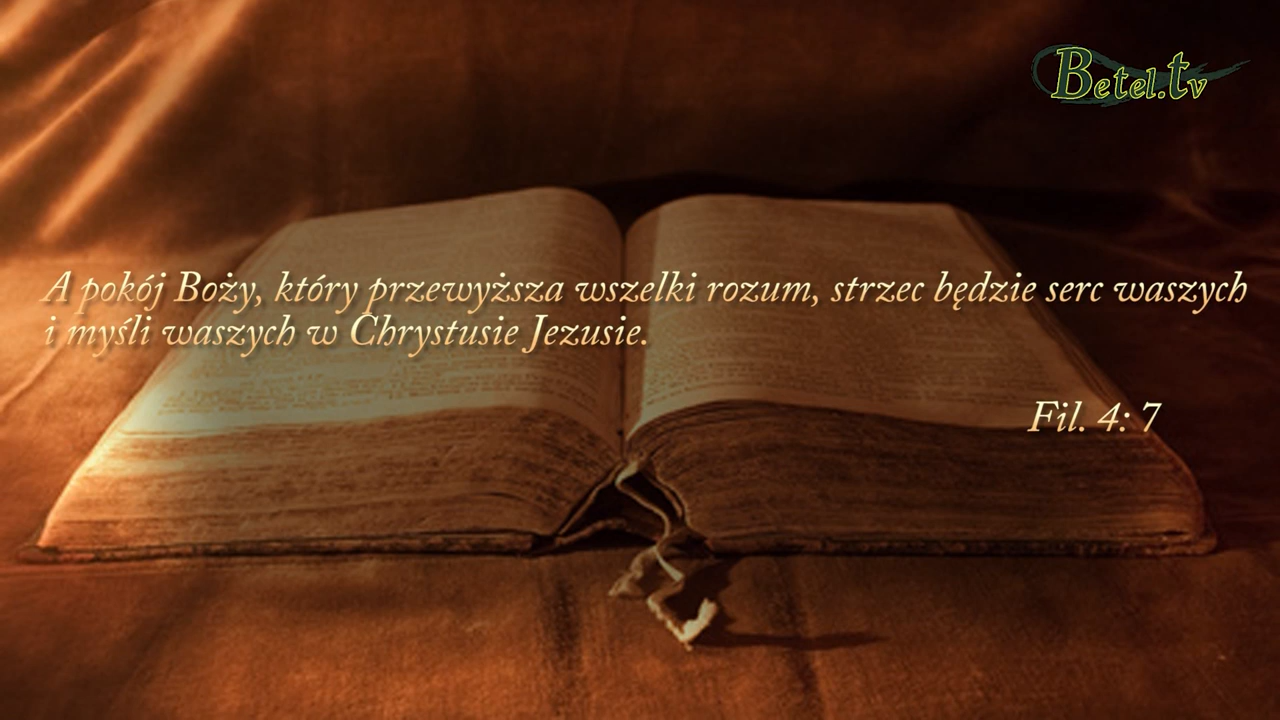 Betel.tv
A pokój Boży, który przewyższa wszelki rozum, strzec będzie serc waszych
i myśli waszych w Chrystusie Jezusie.
Fil. 4: 7